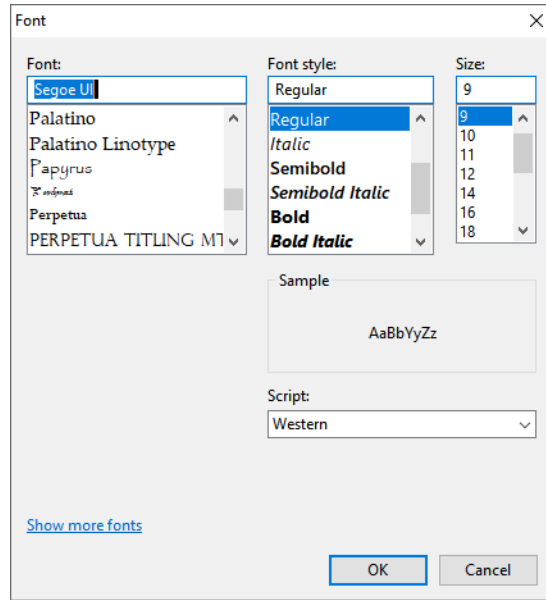 Font
Font:
Segoe UI
Palatino
Palatino Linotype
Papyrus
Perpetua
PERPETUA TITLING MT
Font style:
Regular
Regular
Italic
Semibold
Semibold Italic
Bold
Bold Italic
Size:
9
9
10
11
12
14
16
18
Sample
AaBbYyZz
Script:
Western
Show more fonts
OK
Cancel